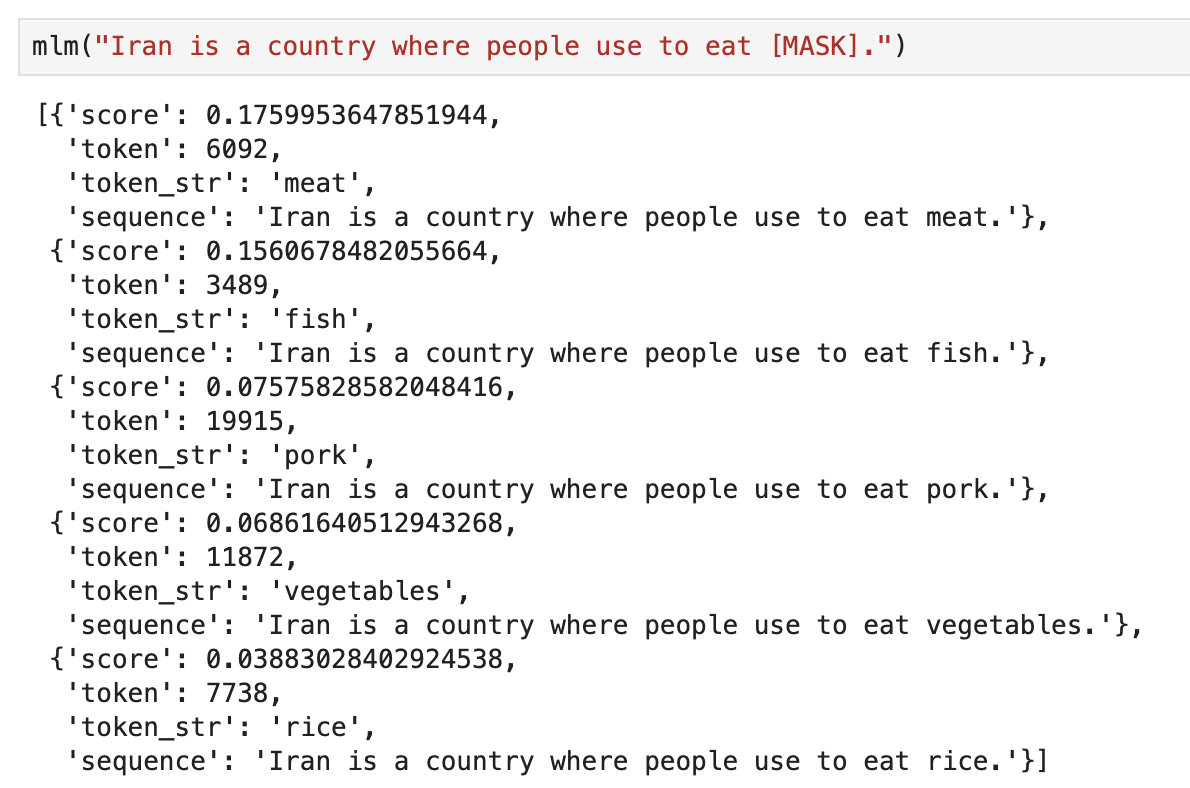 mlm("Iran is a country where people use to eat [MASK].")
[{'score': 0.1759953647851944,
'token': 6092,
'token_str': 'meat',
'sequence': 'Iran is a country where people use to eat meat.'},
{'score': 0.1560678482055664,
'token': 3489,
'token_str': 'fish',
'sequence': 'Iran is a country where people use to eat fish.'},
{'score': 0.07575828582048416,
'token': 19915,
'token_str': 'pork',
'sequence': 'Iran is a country where people use to eat pork.'},
{'score': 0.06861640512943268,
'token': 11872,
'token_str': 'vegetables',
'sequence': 'Iran is a country where people use to eat vegetables.'},
{'score': 0.03883028402924538,
'token': 7738,
'token_str': 'rice',
'sequence': 'Iran is a country where people use to eat rice.'}]